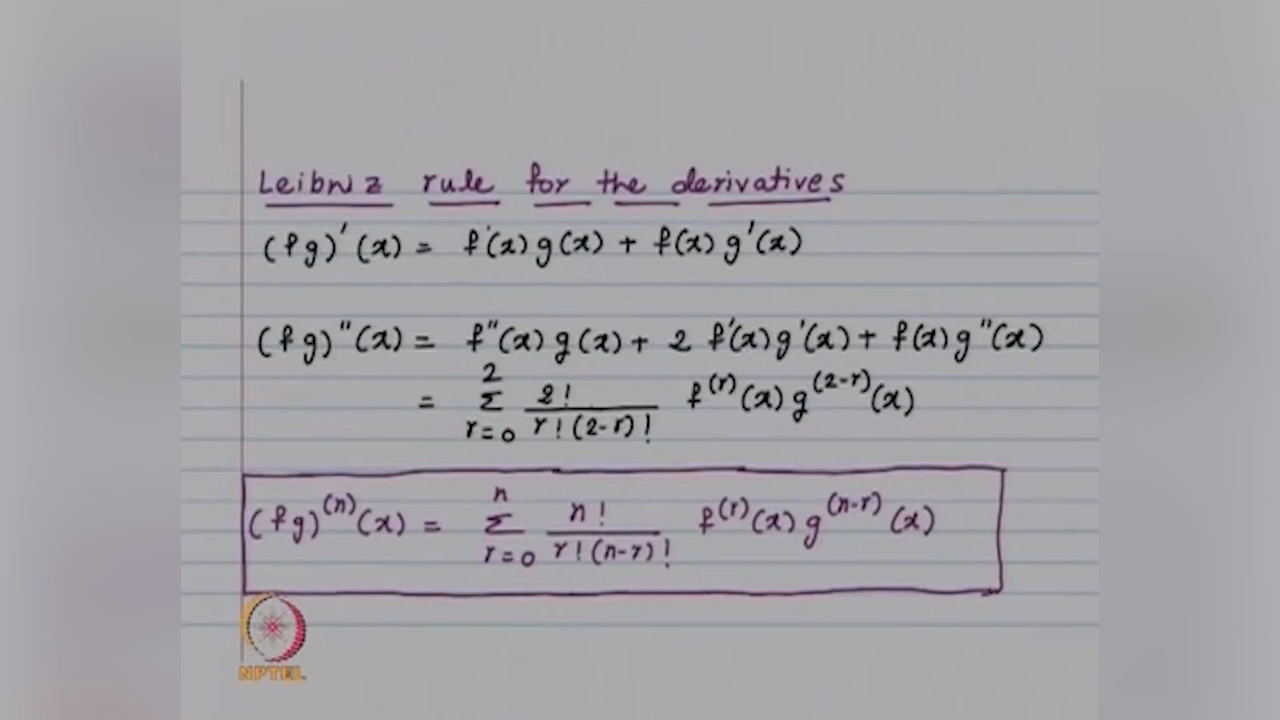 Leibniz rule for the derivatives
(fg)'(x) = f'(x)g(x) + f(x)g'(x)
(fg)''(x) = f''(x)g(x) + 2 f'(x)g'(x) + f(x)g''(x)
= Σ_{r=0}^{2} 2!/(r!(2-r)!) f^{(r)}(x) g^{(2-r)}(x)
(fg)^{(n)}(x) = Σ_{r=0}^{n} n!/(r!(n-r)!) f^{(r)}(x) g^{(n-r)}(x)
NPTEL